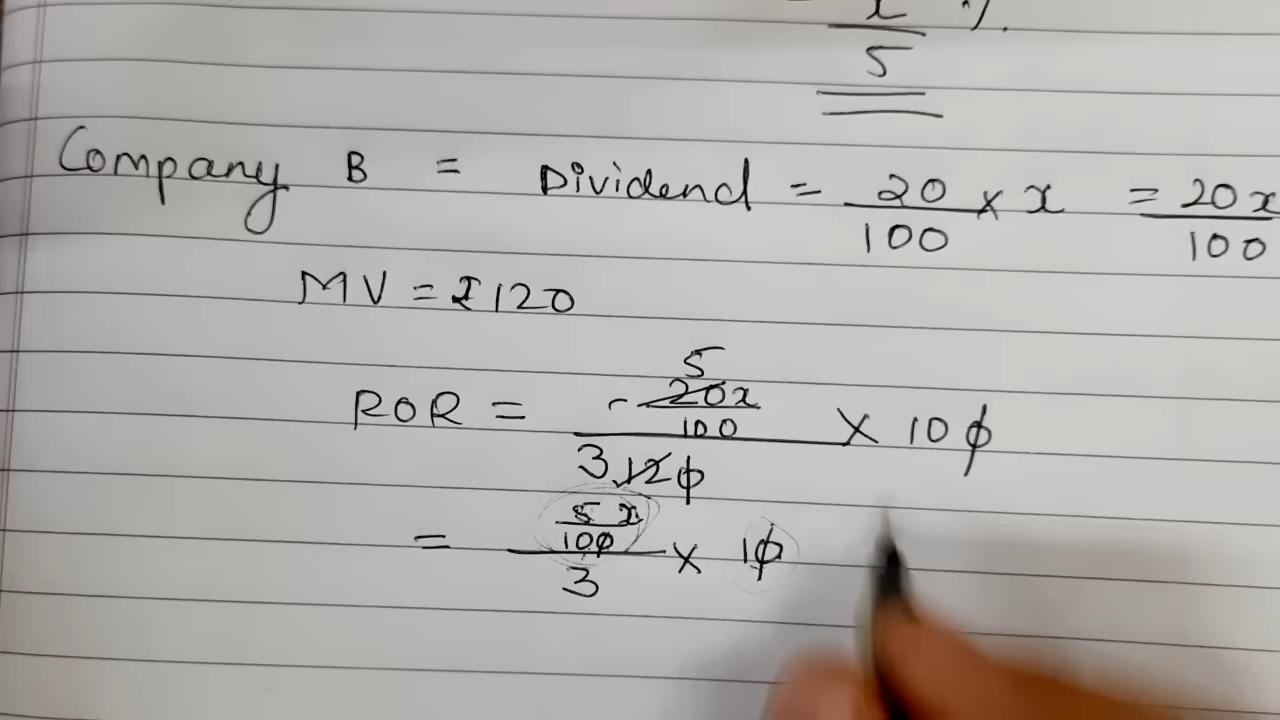 x %.
5
Company B = Dividend = 20/100 × x = 20x/100
MV = ₹120
5
ROR = 20x/100 × 100
3 120
= 5x/100 × 10
3